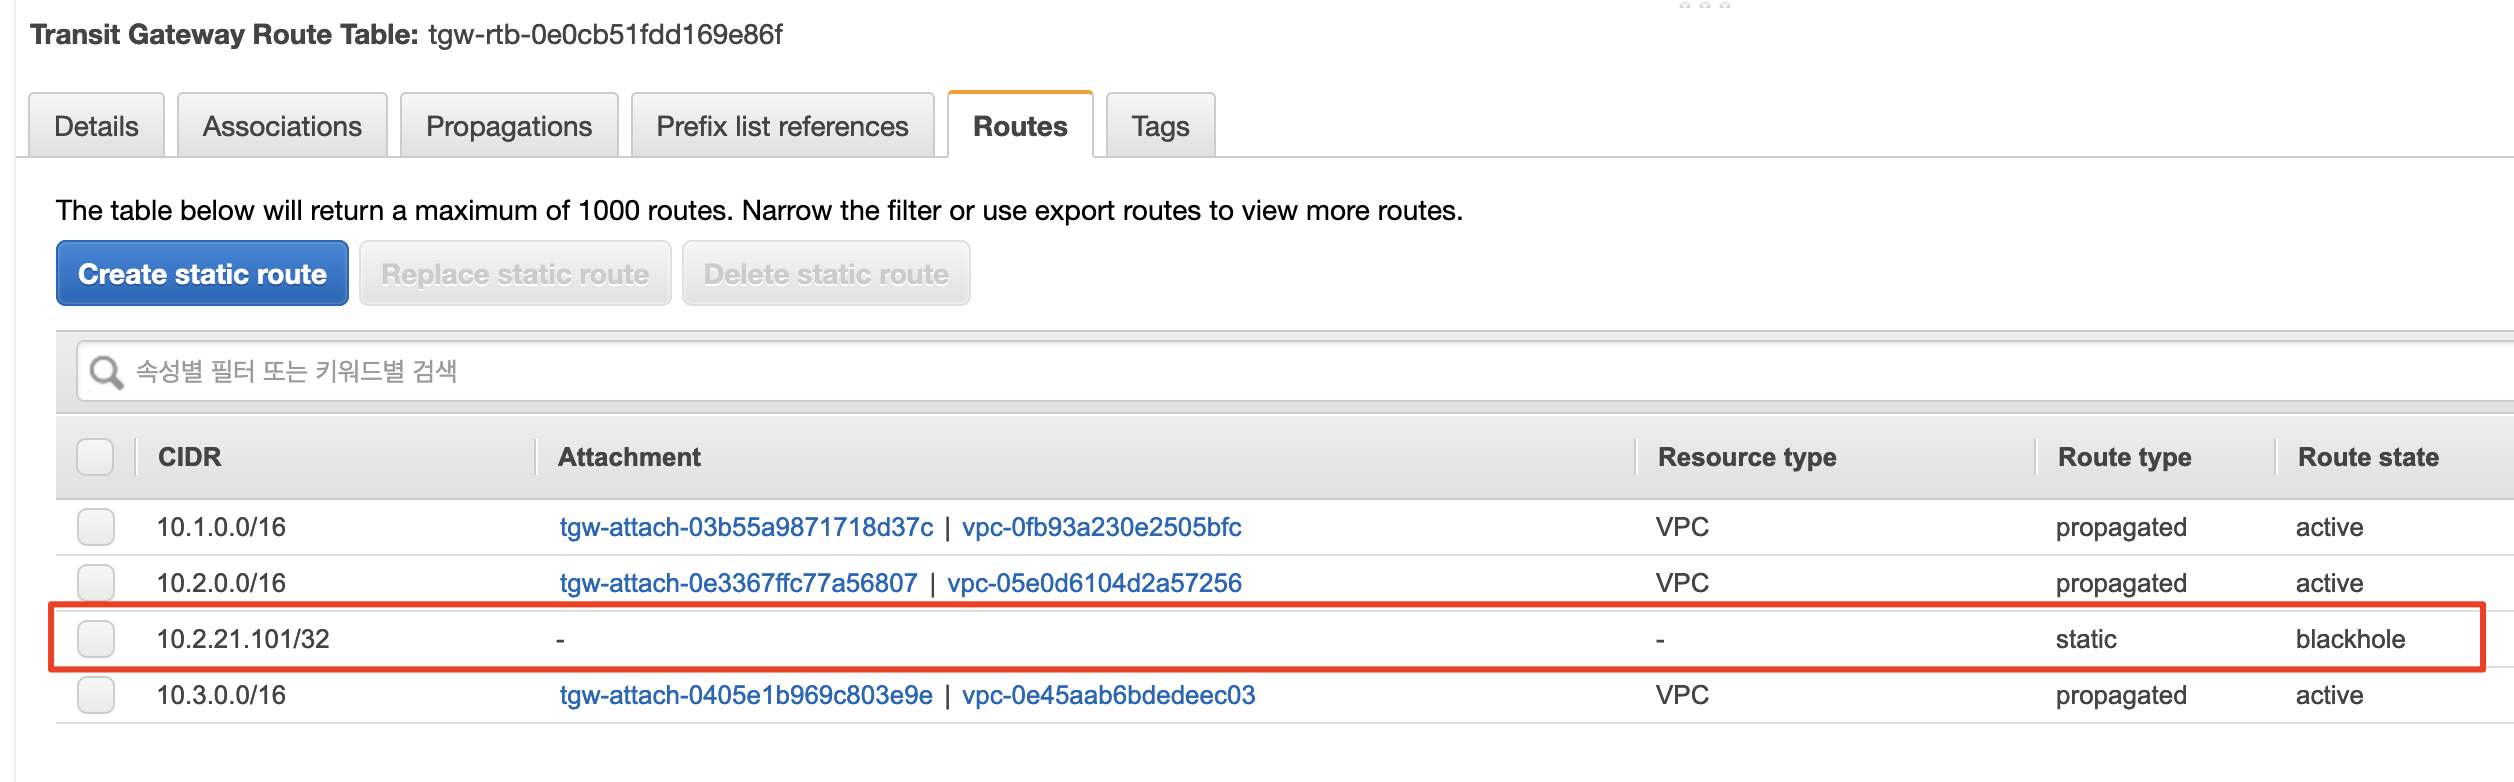 Transit Gateway Route Table: tgw-rtb-0e0cb51fdd169e86f
Details Associations Propagations Prefix list references Routes Tags
The table below will return a maximum of 1000 routes. Narrow the filter or use export routes to view more routes.
Create static route Replace static route Delete static route
속성별 필터 또는 키워드별 검색
CIDR Attachment Resource type Route type Route state
10.1.0.0/16 tgw-attach-03b55a9871718d37c | vpc-0fb93a230e2505bfc VPC propagated active
10.2.0.0/16 tgw-attach-0e3367ffc77a56807 | vpc-05e0d6104d2a57256 VPC propagated active
10.2.21.101/32 - - static blackhole
10.3.0.0/16 tgw-attach-0405e1b969c803e9e | vpc-0e45aab6bdedeec03 VPC propagated active